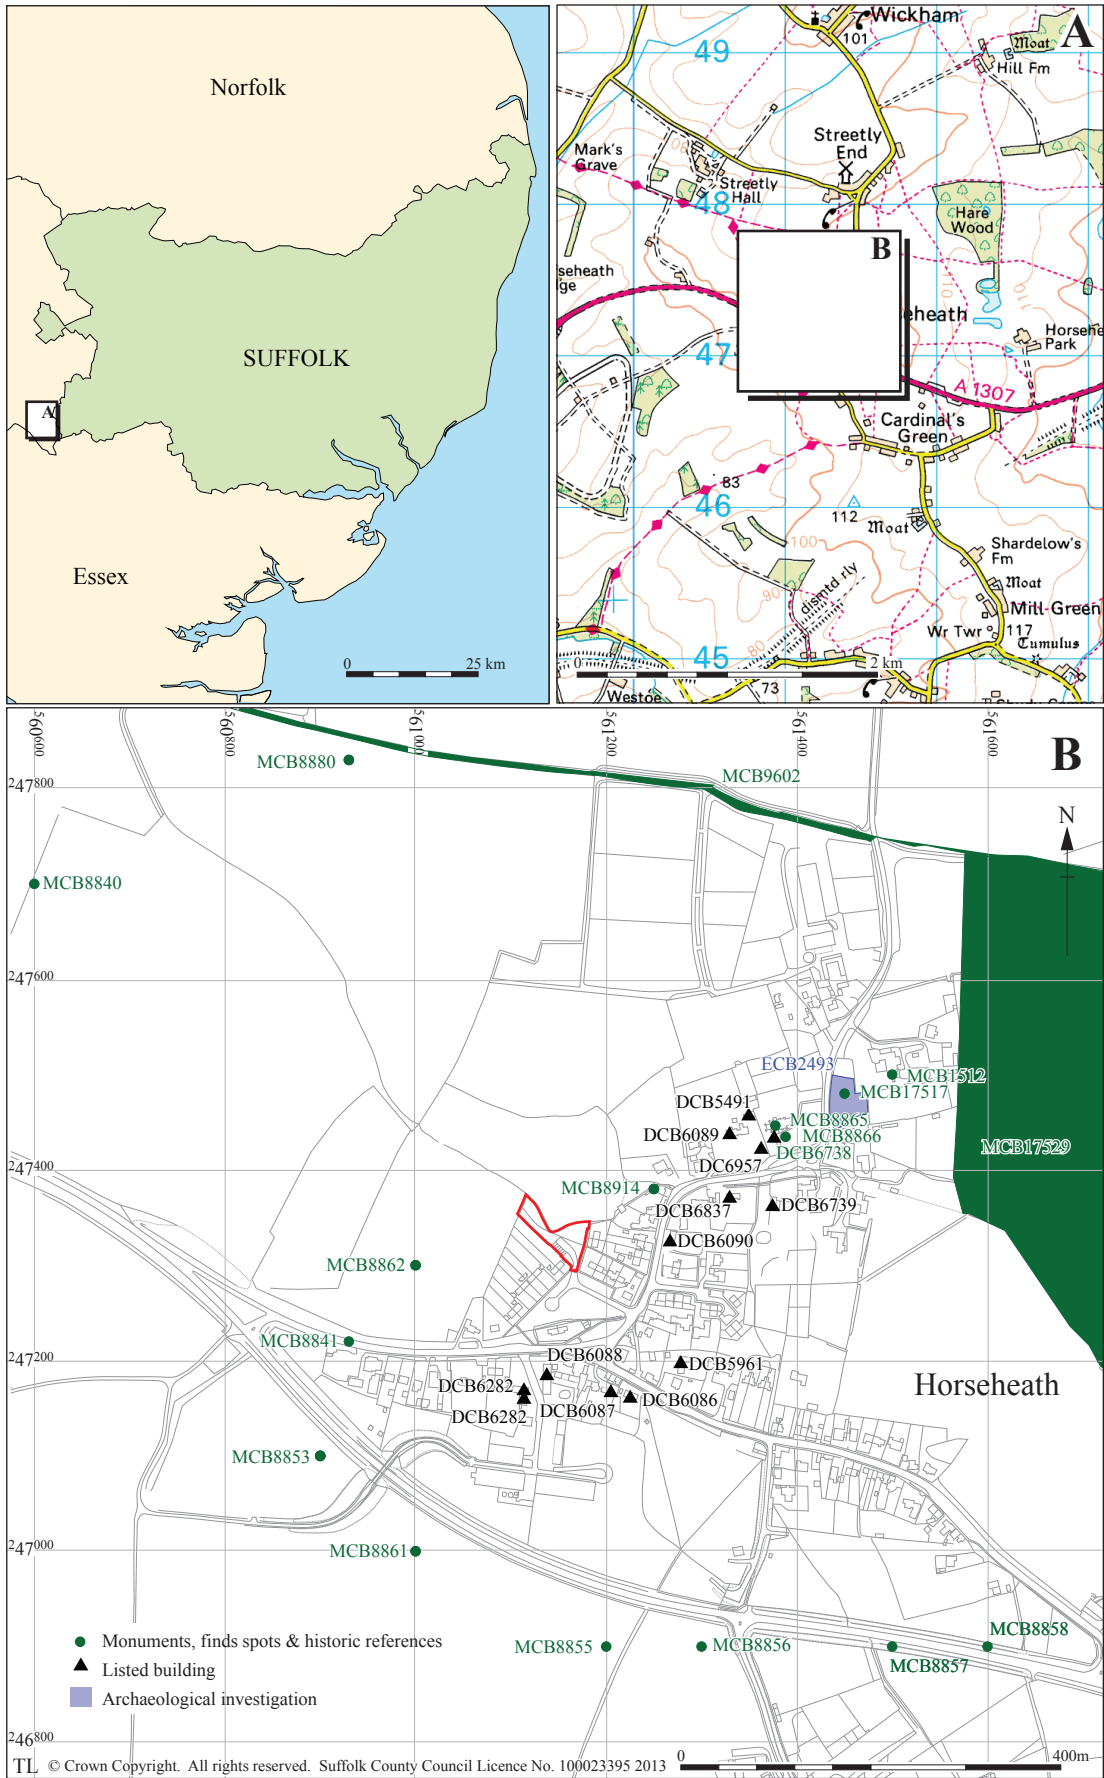 Norfolk
SUFFOLK
A
Essex
0 25 km
A
Wickham
101
49
Moat
Hill Fm
Streetly
End
Mark's
Grave
Streetly
Hall
48
Hare
Wood
B
110
110
seheath
ge
eheath
Horsehe
Park
47
A 1307
Cardinal's
Green
83
46
112
Moat
100
Shardelow's
Fm
Moat
90
dismtd rly
Mill Green
Wr Twr
117
Tumulus
80
45
0 2 km
73
Westoe
B
560600
560800
561000
561200
561400
561600
MCB8880
MCB9602
247800
N
MCB8840
247600
ECB2493
MCB1512
MCB17517
DCB5491
MCB8865
DCB6089
MCB8866
DCB6738
MCB17529
DC6957
247400
MCB8914
DCB6837
DCB6739
DCB6090
MCB8862
MCB8841
247200
DCB6088
DCB5961
Horseheath
DCB6282
DCB6086
DCB6282
DCB6087
MCB8853
247000
MCB8861
MCB8858
Monuments, finds spots & historic references
MCB8855
MCB8856
MCB8857
Listed building
Archaeological investigation
246800
TL © Crown Copyright. All rights reserved. Suffolk County Council Licence No. 100023395 2013
0 400m